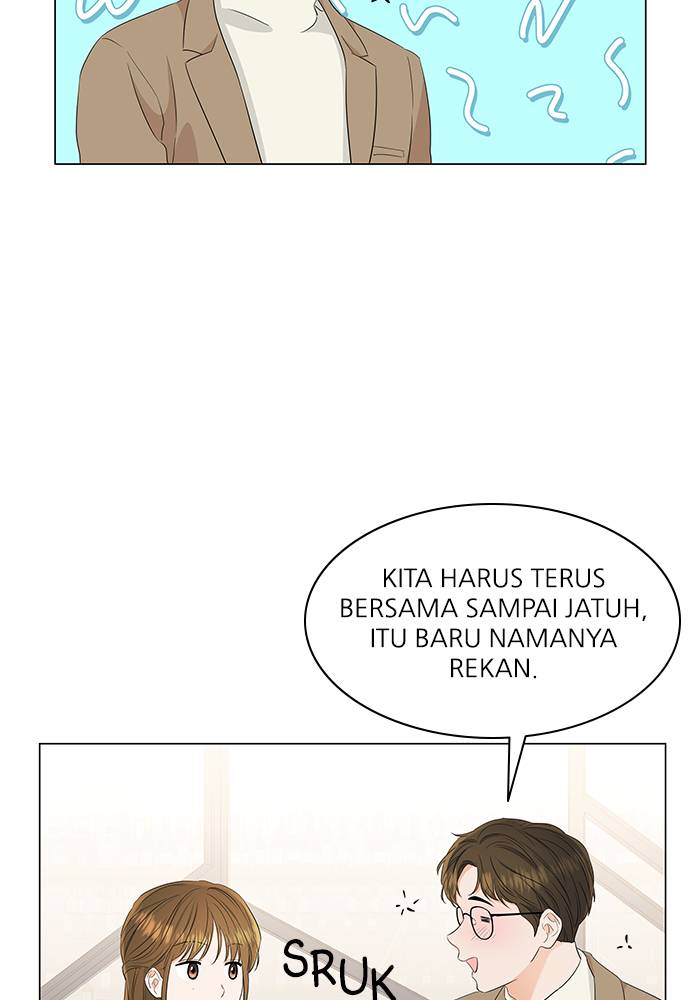 KITA HARUS TERUS
BERSAMA SAMPAI JATUH,
ITU BARU NAMANYA
REKAN.
SRUK